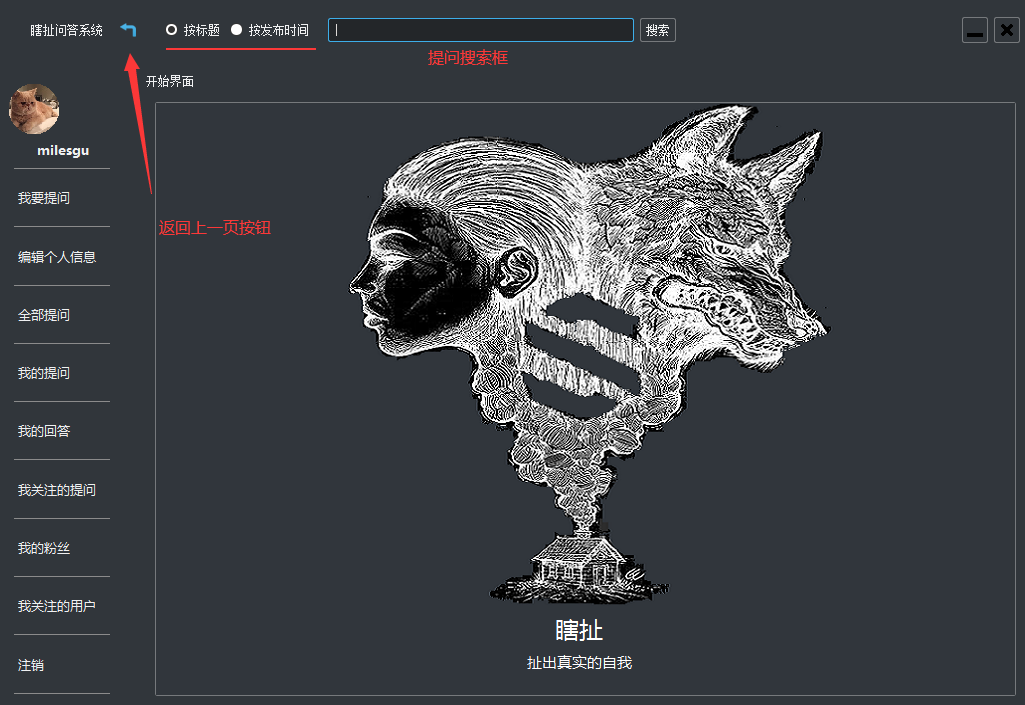 瞎扯问答系统
按标题
按发布时间
搜索
提问搜索框
开始界面
milesgu
我要提问
返回上一页按钮
编辑个人信息
全部提问
我的提问
我的回答
我关注的提问
我的粉丝
我关注的用户
注销
瞎扯
扯出真实的自我